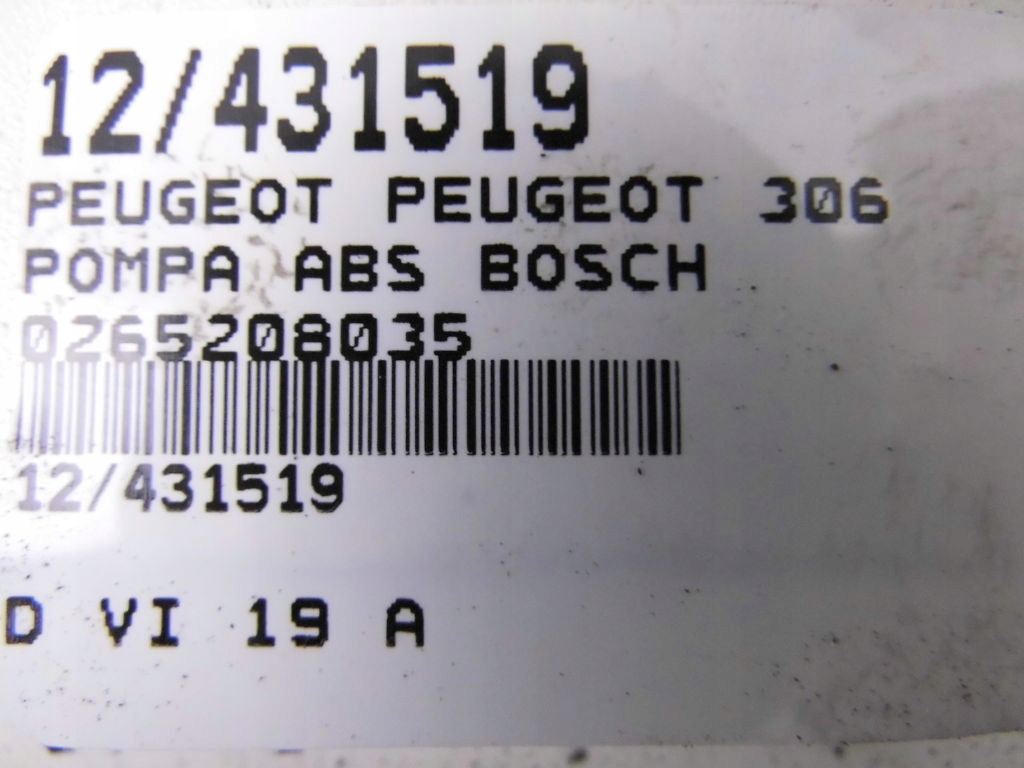 12/431519
PEUGEOT PEUGEOT 306
POMPA ABS BOSCH
0265208035
12/431519
D VI 19 A